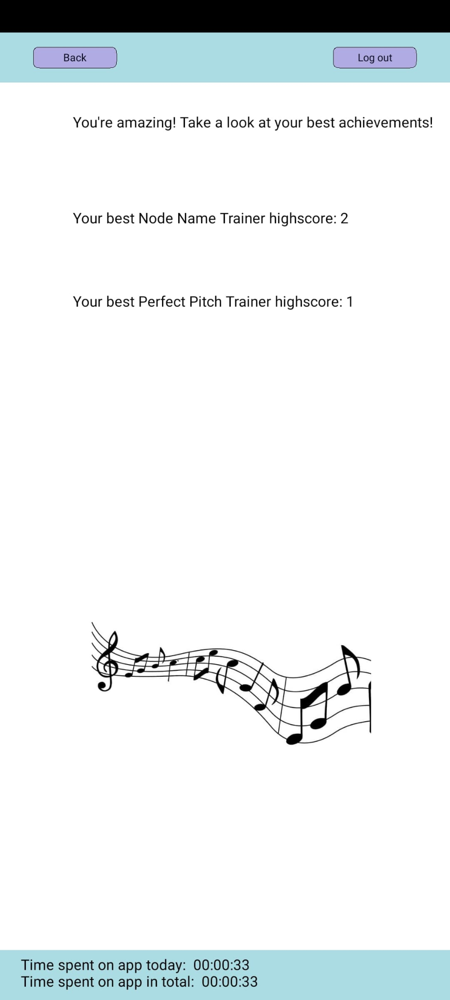 Back
Log out
You're amazing! Take a look at your best achievements!
Your best Node Name Trainer highscore: 2
Your best Perfect Pitch Trainer highscore: 1
Time spent on app today: 00:00:33
Time spent on app in total: 00:00:33